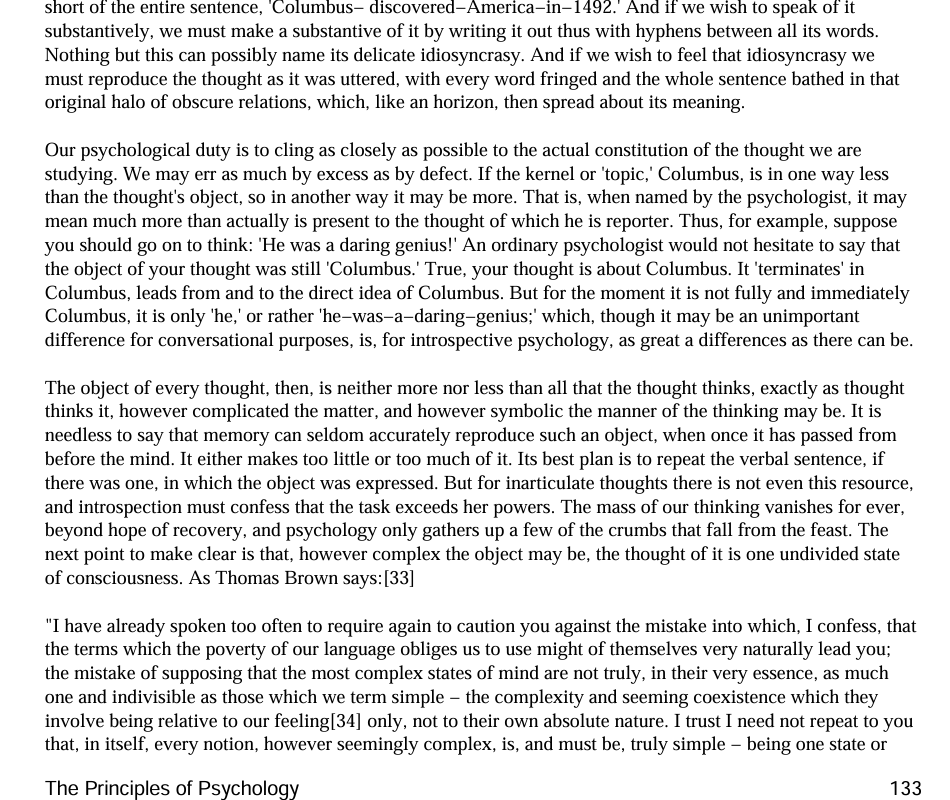 short of the entire sentence, 'Columbus− discovered−America−in−1492.' And if we wish to speak of it
substantively, we must make a substantive of it by writing it out thus with hyphens between all its words.
Nothing but this can possibly name its delicate idiosyncrasy. And if we wish to feel that idiosyncrasy we
must reproduce the thought as it was uttered, with every word fringed and the whole sentence bathed in that
original halo of obscure relations, which, like an horizon, then spread about its meaning.
Our psychological duty is to cling as closely as possible to the actual constitution of the thought we are
studying. We may err as much by excess as by defect. If the kernel or 'topic,' Columbus, is in one way less
than the thought's object, so in another way it may be more. That is, when named by the psychologist, it may
mean much more than actually is present to the thought of which he is reporter. Thus, for example, suppose
you should go on to think: 'He was a daring genius!' An ordinary psychologist would not hesitate to say that
the object of your thought was still 'Columbus.' True, your thought is about Columbus. It 'terminates' in
Columbus, leads from and to the direct idea of Columbus. But for the moment it is not fully and immediately
Columbus, it is only 'he,' or rather 'he−was−a−daring−genius;' which, though it may be an unimportant
difference for conversational purposes, is, for introspective psychology, as great a differences as there can be.
The object of every thought, then, is neither more nor less than all that the thought thinks, exactly as thought
thinks it, however complicated the matter, and however symbolic the manner of the thinking may be. It is
needless to say that memory can seldom accurately reproduce such an object, when once it has passed from
before the mind. It either makes too little or too much of it. Its best plan is to repeat the verbal sentence, if
there was one, in which the object was expressed. But for inarticulate thoughts there is not even this resource,
and introspection must confess that the task exceeds her powers. The mass of our thinking vanishes for ever,
beyond hope of recovery, and psychology only gathers up a few of the crumbs that fall from the feast. The
next point to make clear is that, however complex the object may be, the thought of it is one undivided state
of consciousness. As Thomas Brown says:[33]
"I have already spoken too often to require again to caution you against the mistake into which, I confess, that
the terms which the poverty of our language obliges us to use might of themselves very naturally lead you;
the mistake of supposing that the most complex states of mind are not truly, in their very essence, as much
one and indivisible as those which we term simple − the complexity and seeming coexistence which they
involve being relative to our feeling[34] only, not to their own absolute nature. I trust I need not repeat to you
that, in itself, every notion, however seemingly complex, is, and must be, truly simple − being one state or
The Principles of Psychology 133